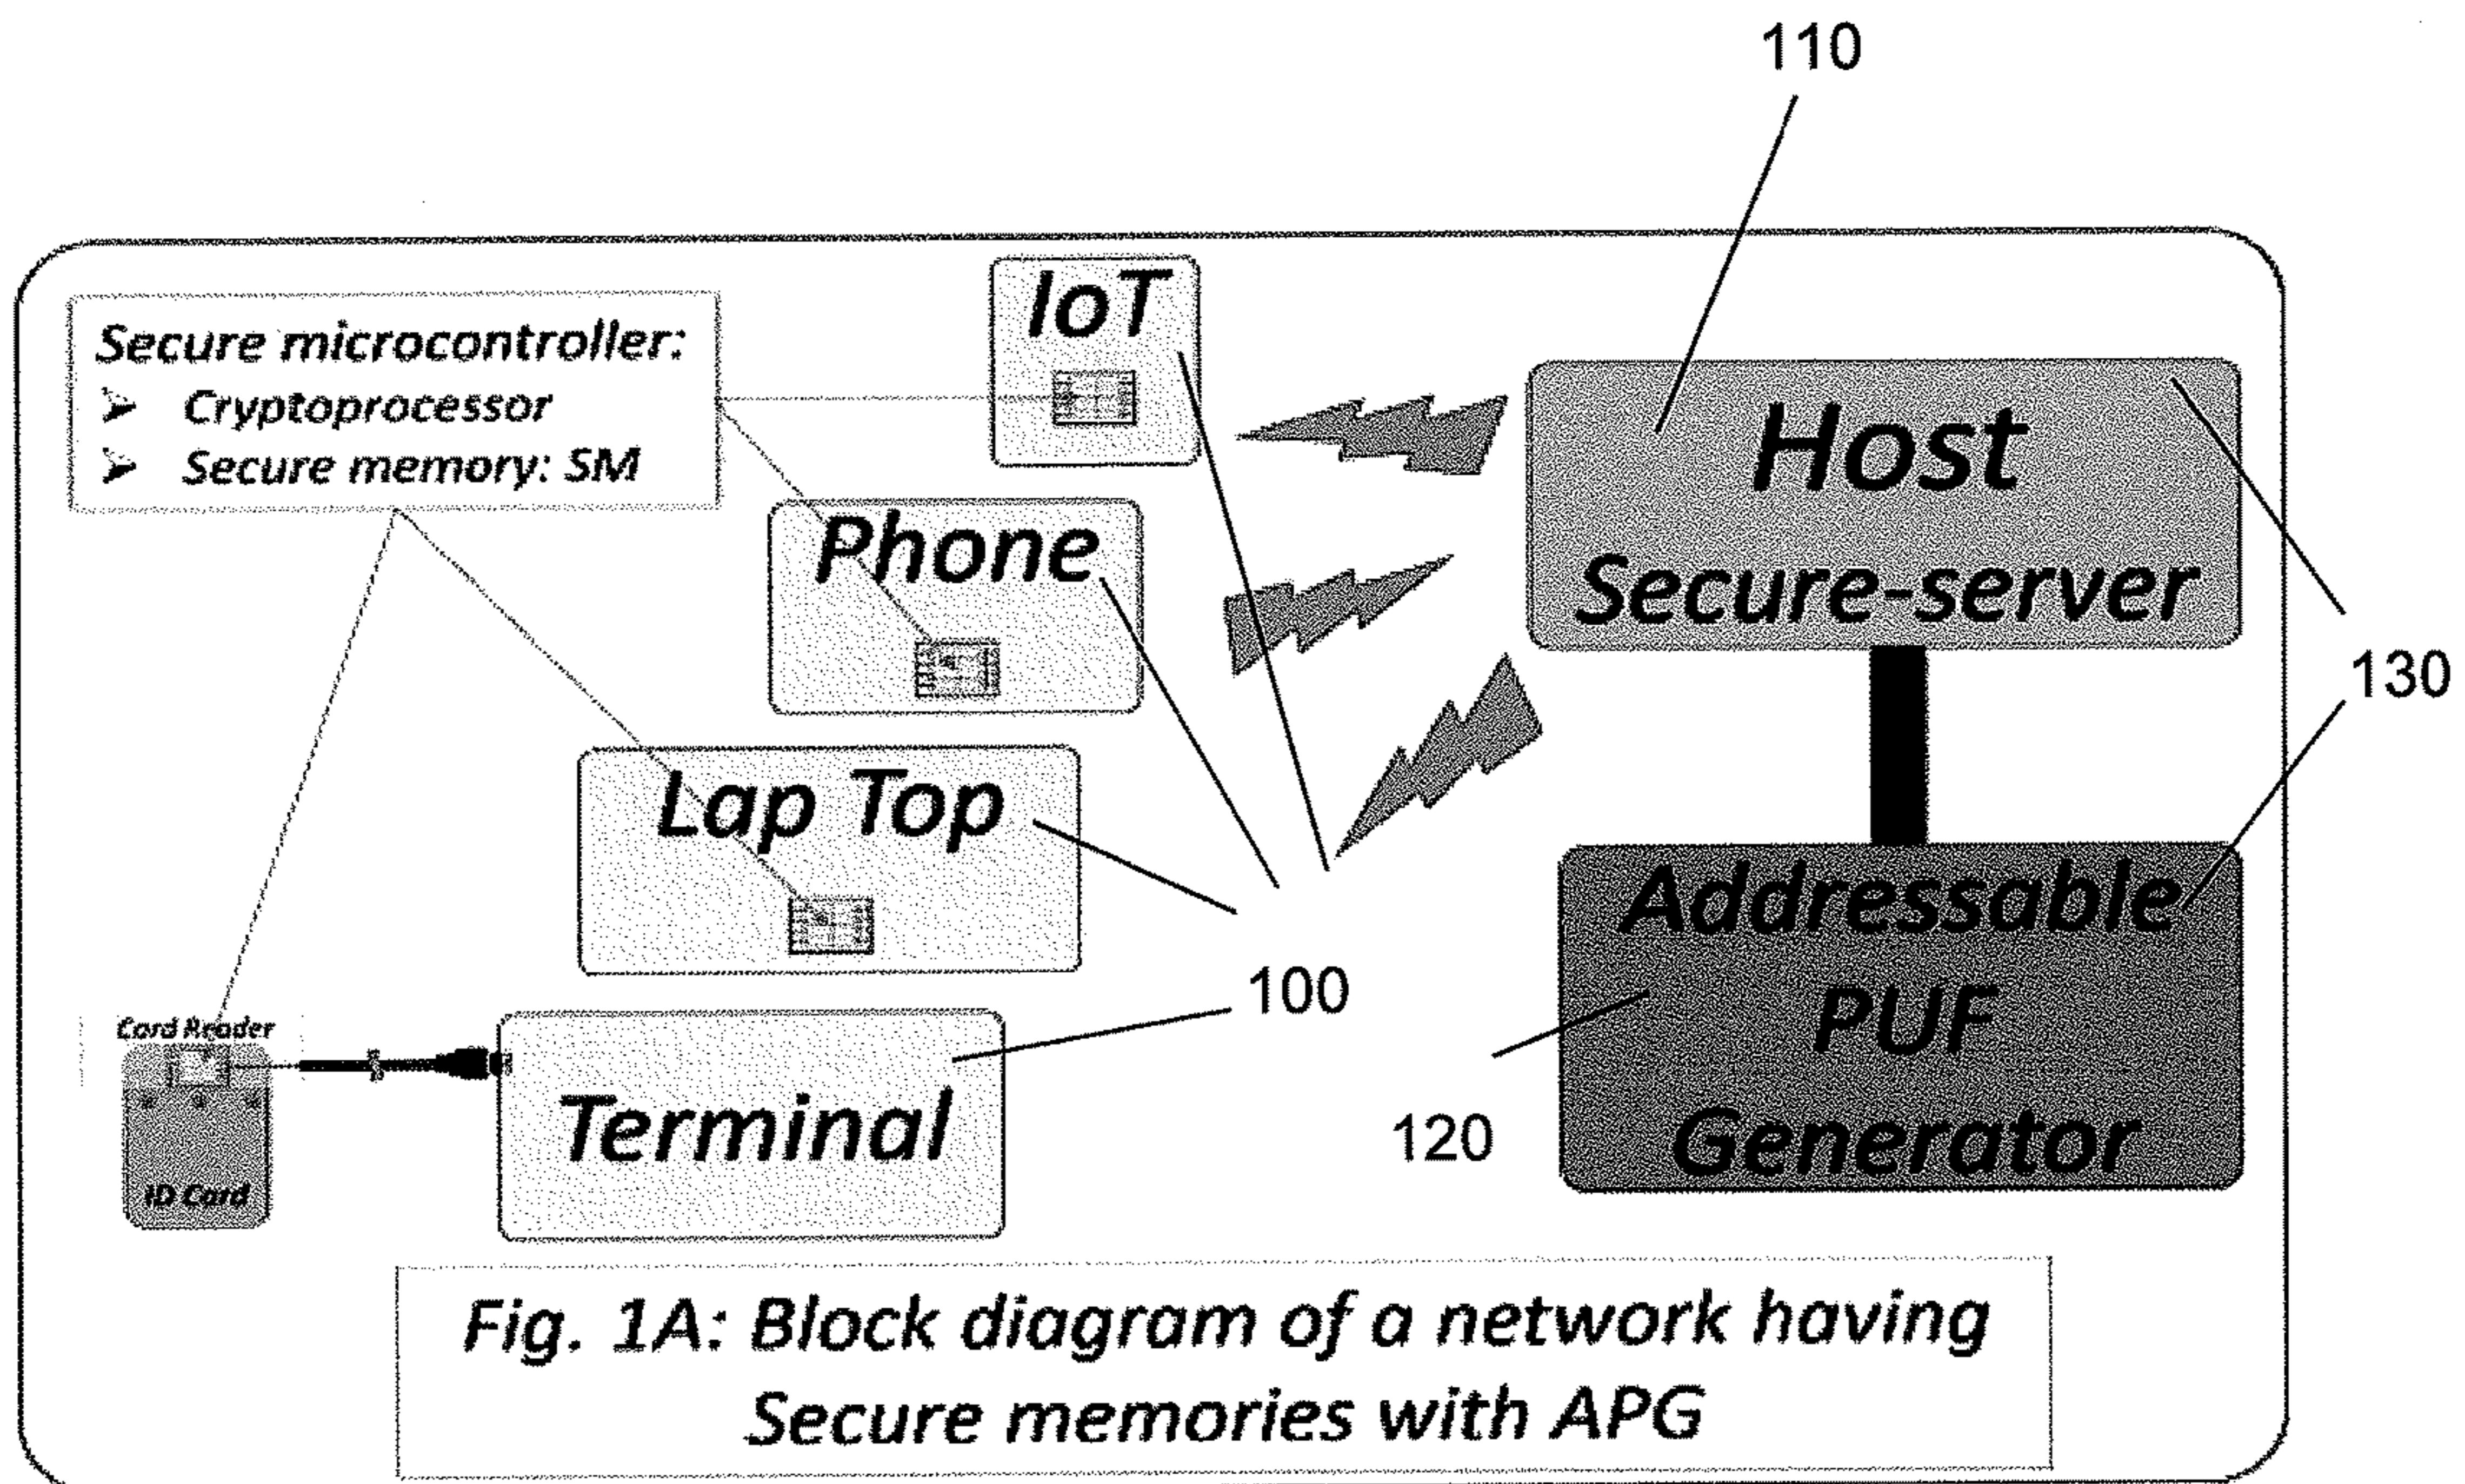 110
Secure microcontroller:
➤ Cryptoprocessor
➤ Secure memory: SM
IoT
Phone
Lap Top
Card Reader
ID Card
Terminal
100
Host
Secure-server
130
Addressable
PUF
Generator
120
Fig. 1A: Block diagram of a network having
Secure memories with APG